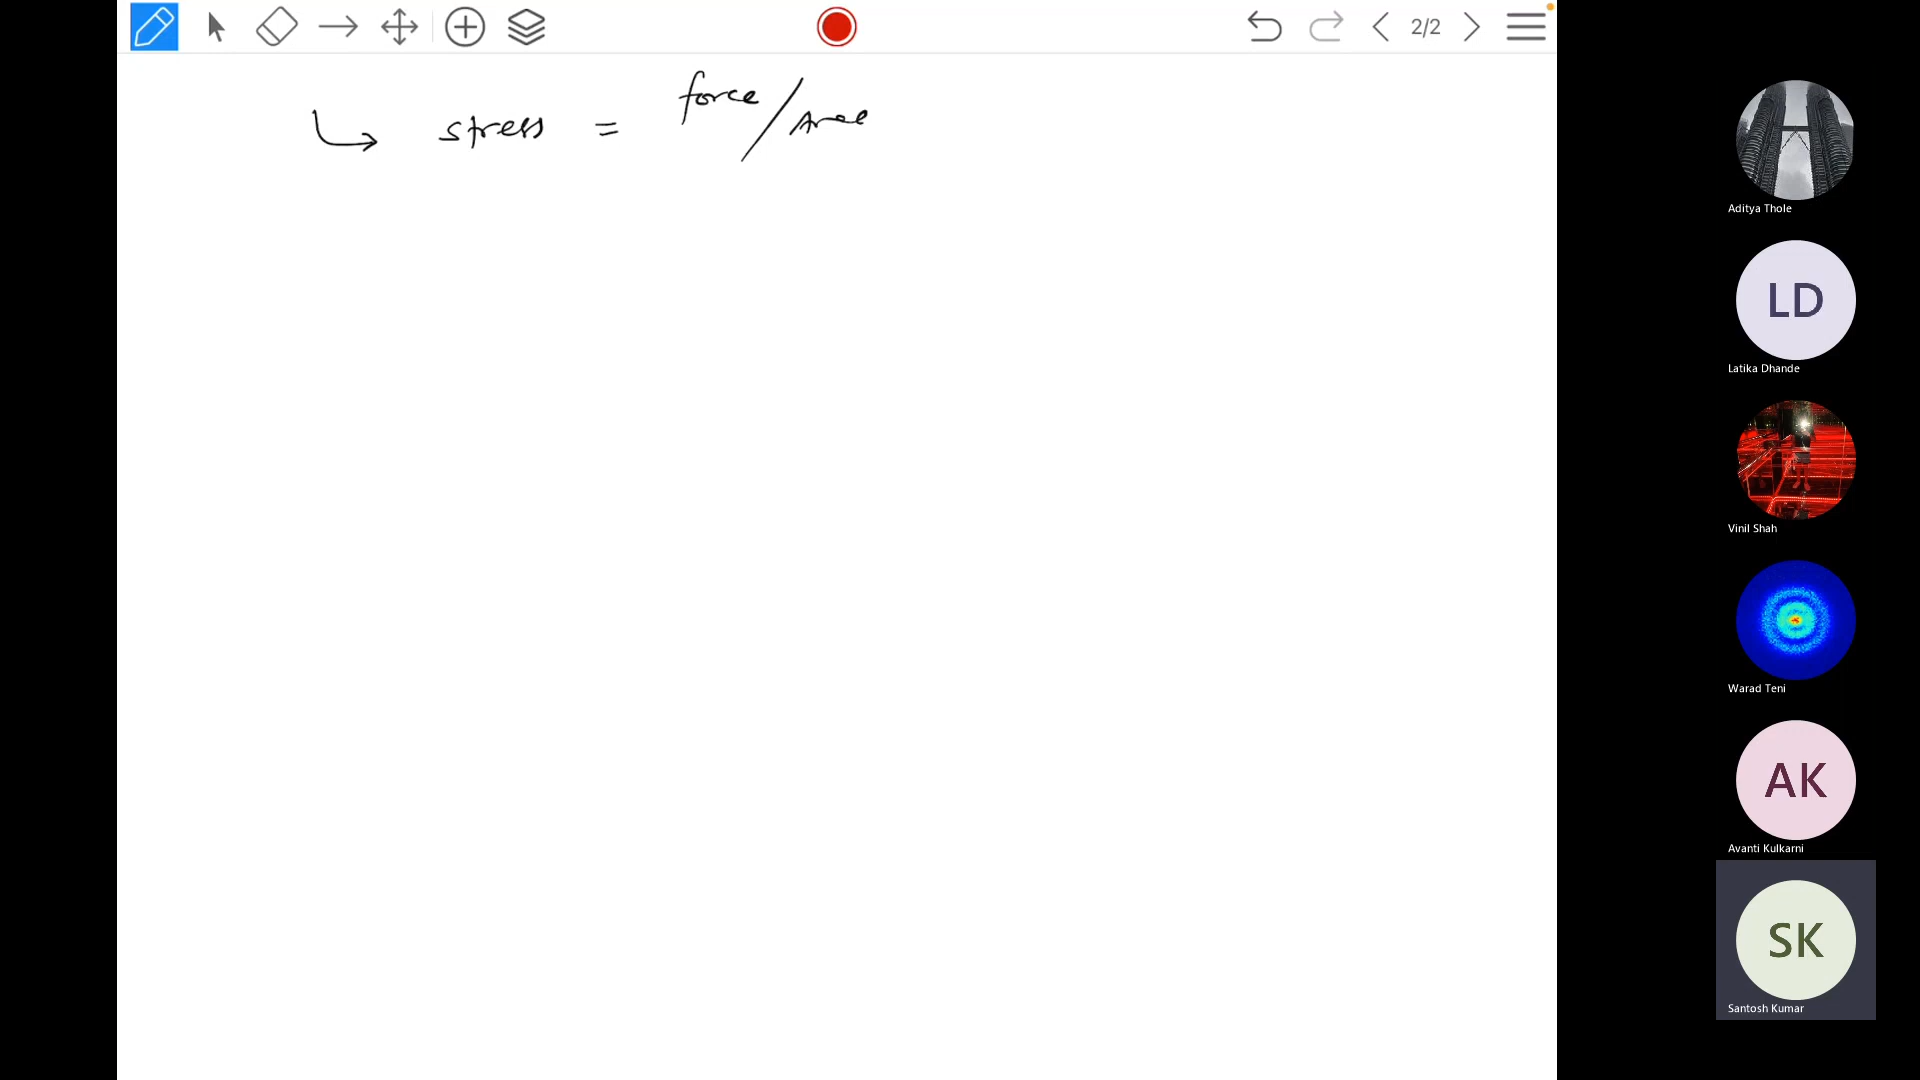 2/2
stress = force/Area
Aditya Thole
LD
Latika Dhande
Vinil Shah
Warad Teni
AK
Avanti Kulkarni
SK
Santosh Kumar